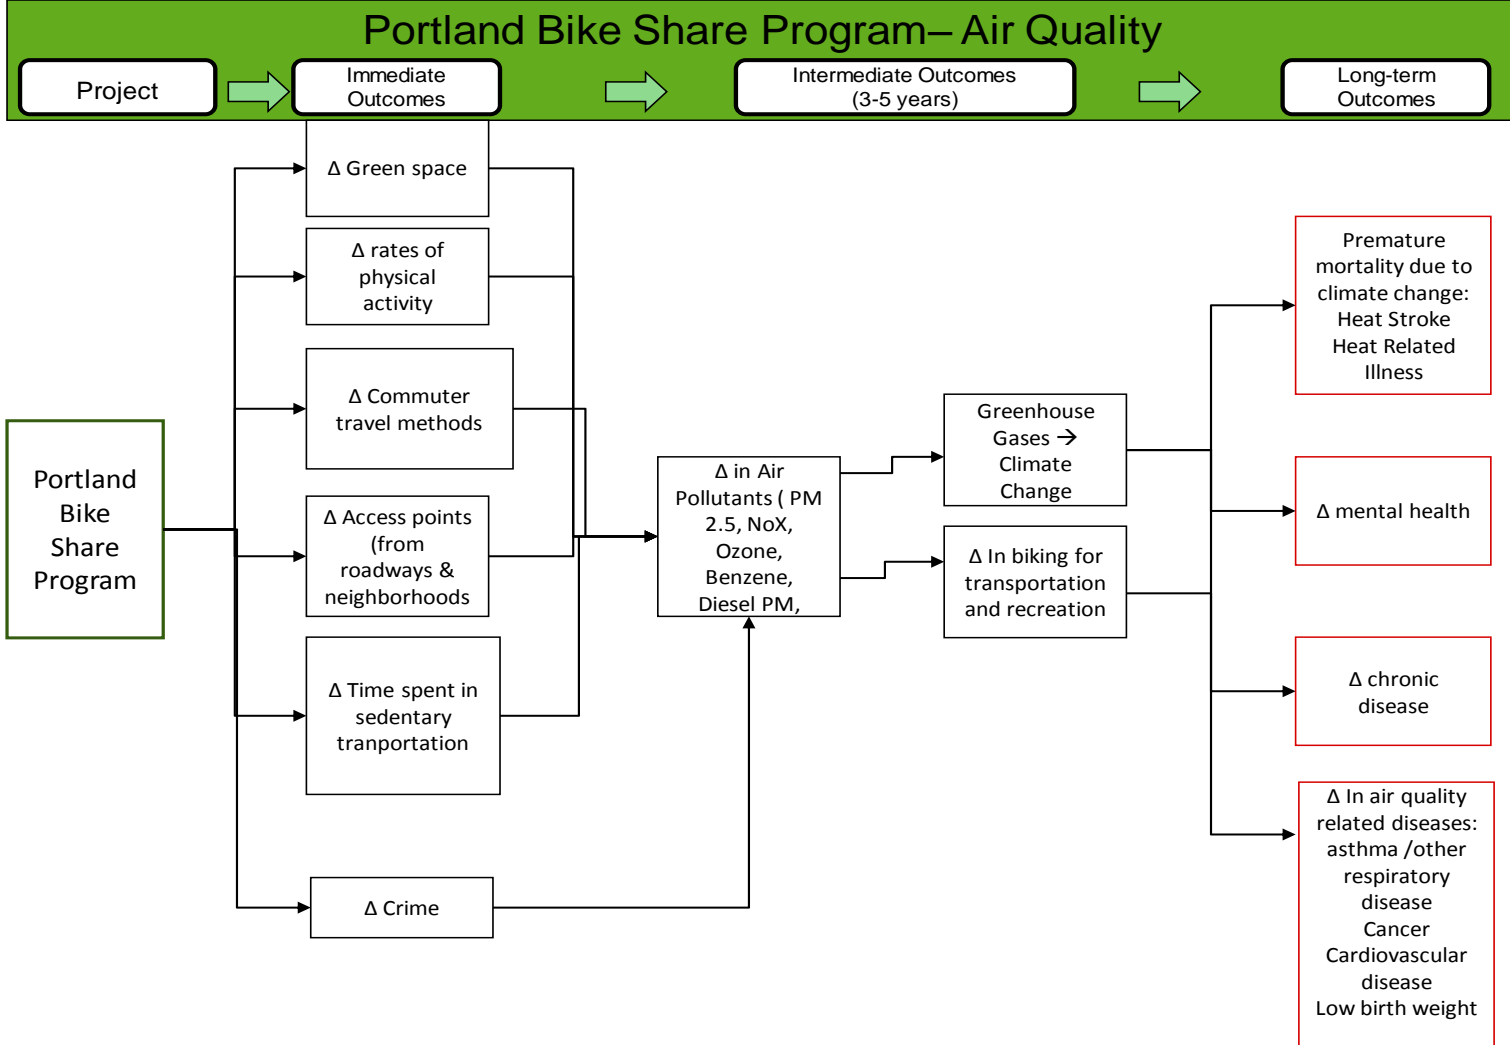 Portland Bike Share Program– Air Quality
Project
Immediate
Outcomes
Intermediate Outcomes
(3-5 years)
Long-term
Outcomes
Portland
Bike
Share
Program
Δ Green space
Δ rates of
physical
activity
Δ Commuter
travel methods
Δ Access points
(from
roadways &
neighborhoods
Δ Time spent in
sedentary
tranportation
Δ Crime
Δ in Air
Pollutants ( PM
2.5, NoX,
Ozone,
Benzene,
Diesel PM,
Greenhouse
Gases →
Climate
Change
Δ In biking for
transportation
and recreation
Premature
mortality due to
climate change:
Heat Stroke
Heat Related
Illness
Δ mental health
Δ chronic
disease
Δ In air quality
related diseases:
asthma /other
respiratory
disease
Cancer
Cardiovascular
disease
Low birth weight